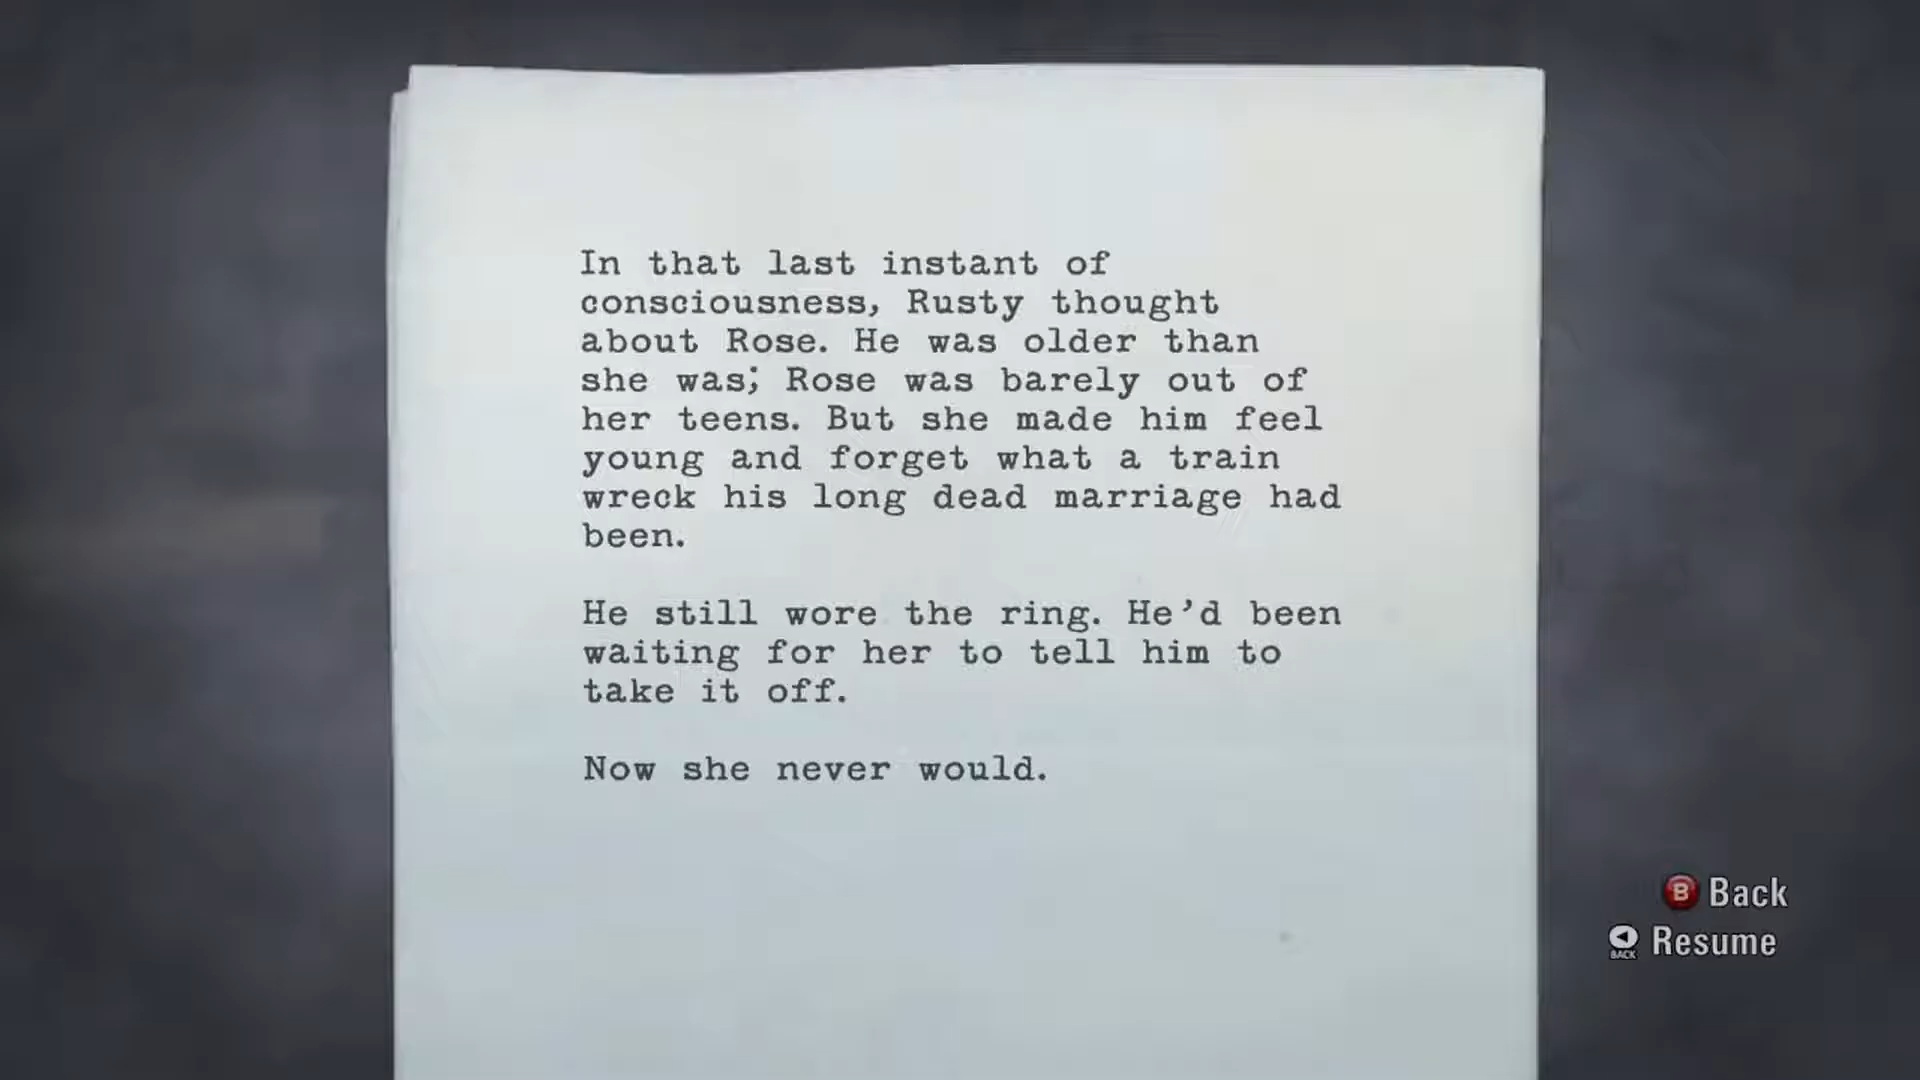 In that last instant of
consciousness, Rusty thought
about Rose. He was older than
she was; Rose was barely out of
her teens. But she made him feel
young and forget what a train
wreck his long dead marriage had
been.
He still wore the ring. He'd been
waiting for her to tell him to
take it off.
Now she never would.
B Back
BACK Resume